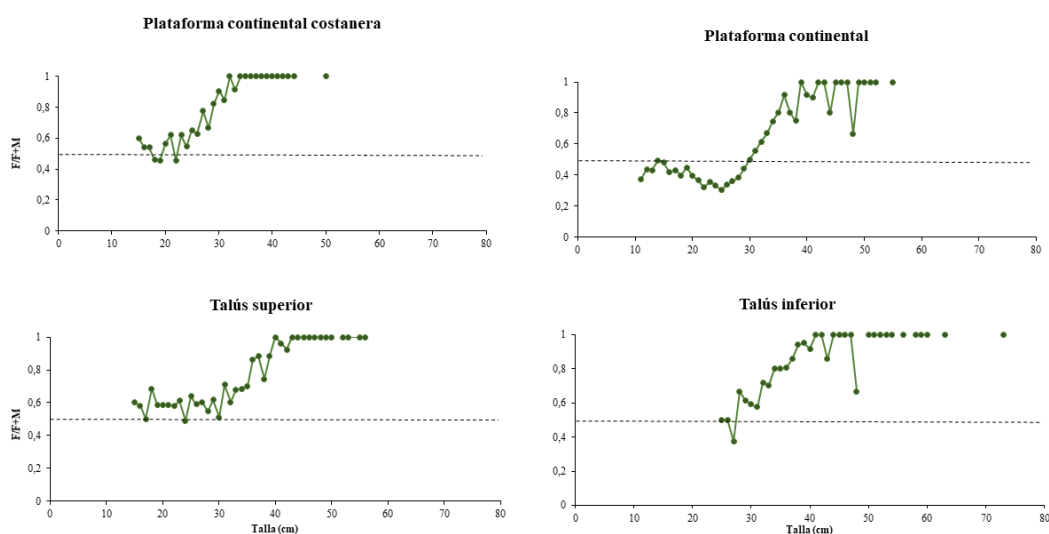 Plataforma continental costanera
F/F+M
1
0,8
0,6
0,4
0,2
0
0 10 20 30 40 50 60 70 80
Plataforma continental
1
0,8
0,6
0,4
0,2
0
0 10 20 30 40 50 60 70 80
Talús superior
F/F+M
1
0,8
0,6
0,4
0,2
0
0 10 20 30 40 50 60 70 80
Talla (cm)
Talús inferior
1
0,8
0,6
0,4
0,2
0
0 10 20 30 40 50 60 70 80
Talla (cm)